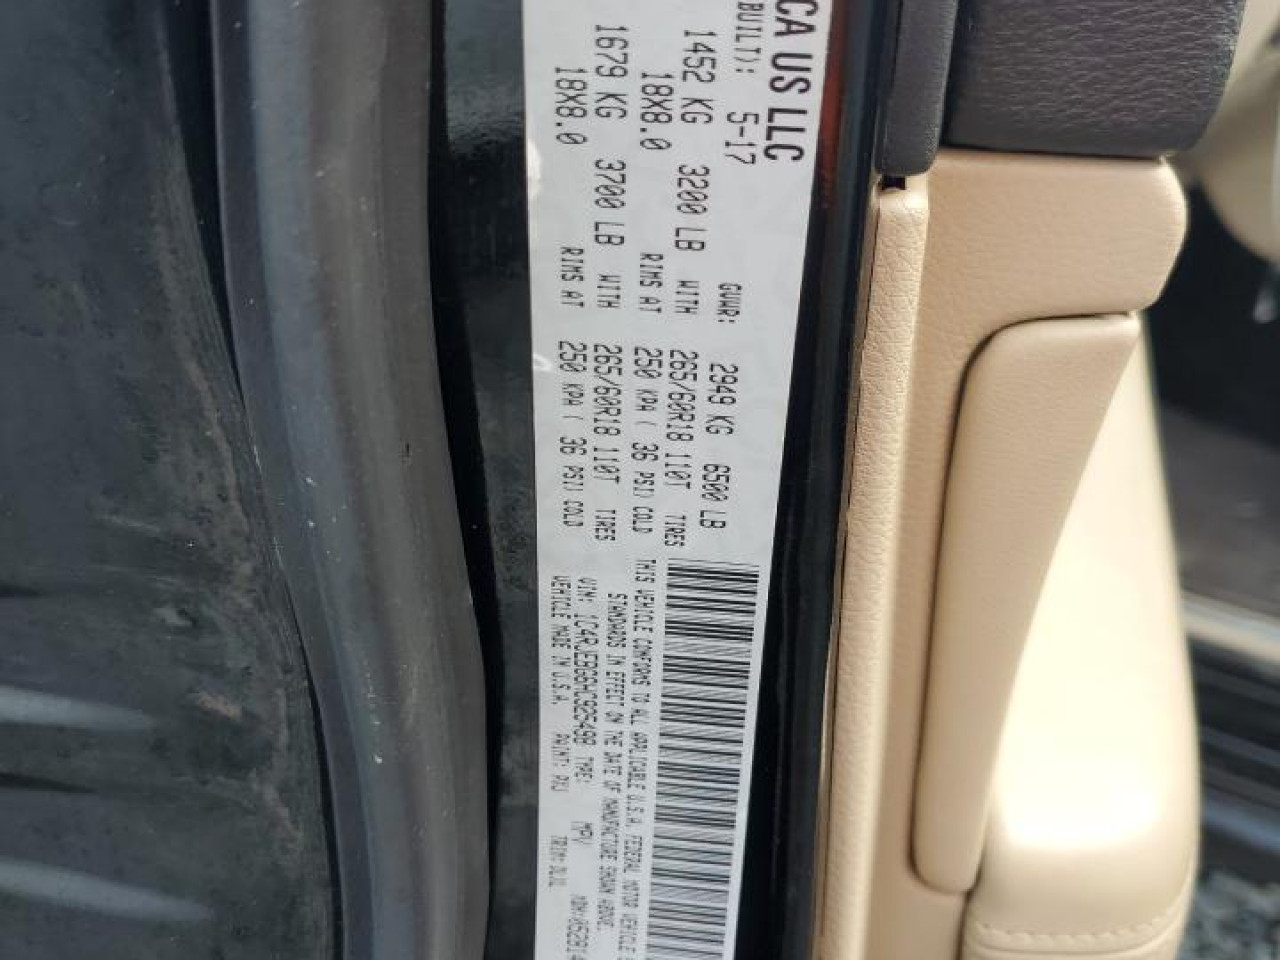 CA US LLC
BUILT): 5-17
GVWR: 2949 KG 6500 LB
1452 KG 3200 LB WITH 265/60R18 110T TIRES
18X8.0 RIMS AT 250 KPA ( 36 PSI) COLD
1679 KG 3700 LB WITH 265/60R18 110T TIRES
18X8.0 RIMS AT 250 KPA ( 36 PSI) COLD
THIS VEHICLE CONFORMS TO ALL APPLICABLE U.S.A. FEDERAL MOTOR VEHICLE
STANDARDS IN EFFECT ON THE DATE OF MANUFACTURE SHOWN ABOVE.
VIN: 1C4RJEBG6HC925498 TYPE: MPV
VEHICLE MADE IN U.S.A. PAINT: PXJ TRIM: